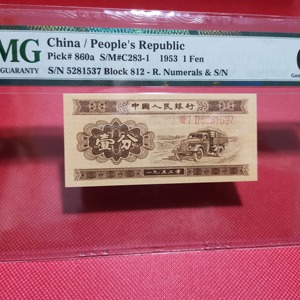 MG
GUARANTY
China / People's Republic
Pick# 860a S/M#C283-1 1953 1 Fen
S/N 5281537 Block 812 - R. Numerals & S/N
中國人民銀行
5281537
壹分
一九五三年